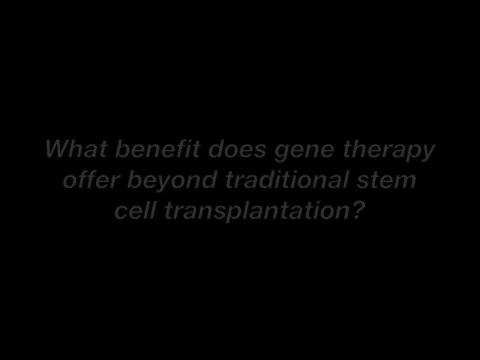 What benefit does gene therapy
offer beyond traditional stem
cell transplantation?